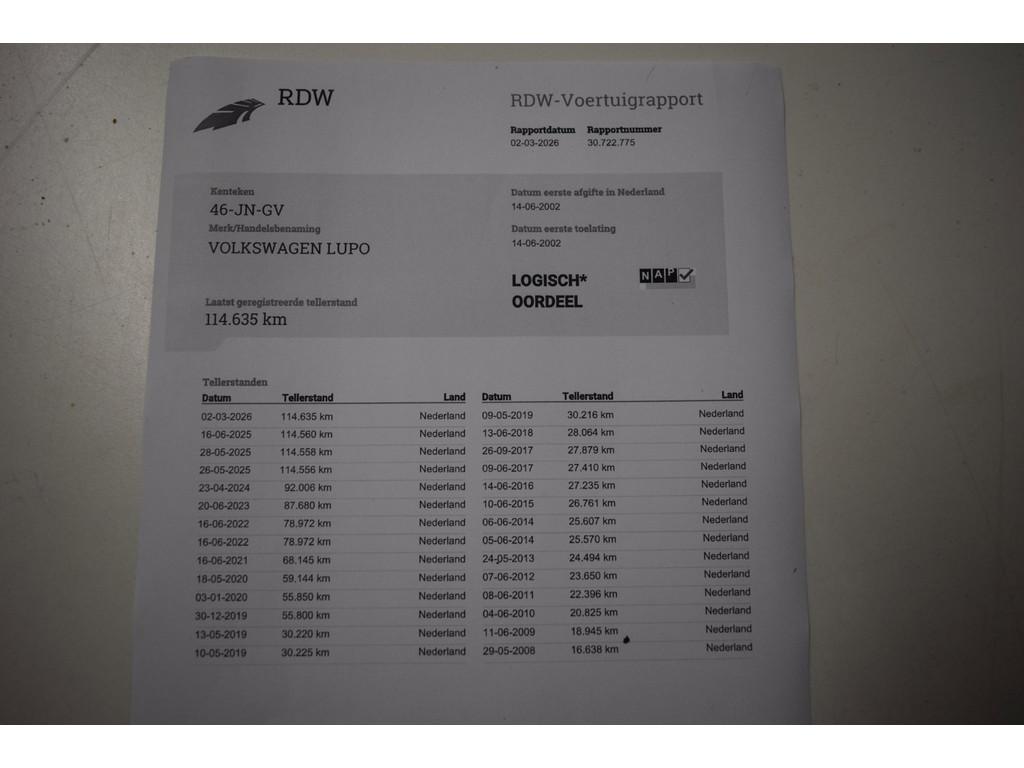 RDW
RDW-Voertuigrapport
Rapportdatum Rapportnummer
02-03-2026 30.722.775
Kenteken
46-JN-GV
Merk/Handelsbenaming
VOLKSWAGEN LUPO
Laatst geregistreerde tellerstand
114.635 km
Datum eerste afgifte in Nederland
14-06-2002
Datum eerste toelating
14-06-2002
LOGISCH*
OORDEEL
NAP
Tellerstanden
Datum Tellerstand Land Datum Tellerstand Land
02-03-2026 114.635 km Nederland 09-05-2019 30.216 km Nederland
16-06-2025 114.560 km Nederland 13-06-2018 28.064 km Nederland
28-05-2025 114.558 km Nederland 26-09-2017 27.879 km Nederland
26-05-2025 114.556 km Nederland 09-06-2017 27.410 km Nederland
23-04-2024 92.006 km Nederland 14-06-2016 27.235 km Nederland
20-06-2023 87.680 km Nederland 10-06-2015 26.761 km Nederland
16-06-2022 78.972 km Nederland 06-06-2014 25.607 km Nederland
16-06-2022 78.972 km Nederland 05-06-2014 25.570 km Nederland
16-06-2021 68.145 km Nederland 24-05-2013 24.494 km Nederland
18-05-2020 59.144 km Nederland 07-06-2012 23.650 km Nederland
03-01-2020 55.850 km Nederland 08-06-2011 22.396 km Nederland
30-12-2019 55.800 km Nederland 04-06-2010 20.825 km Nederland
13-05-2019 30.220 km Nederland 11-06-2009 18.945 km Nederland
10-05-2019 30.225 km Nederland 29-05-2008 16.638 km Nederland